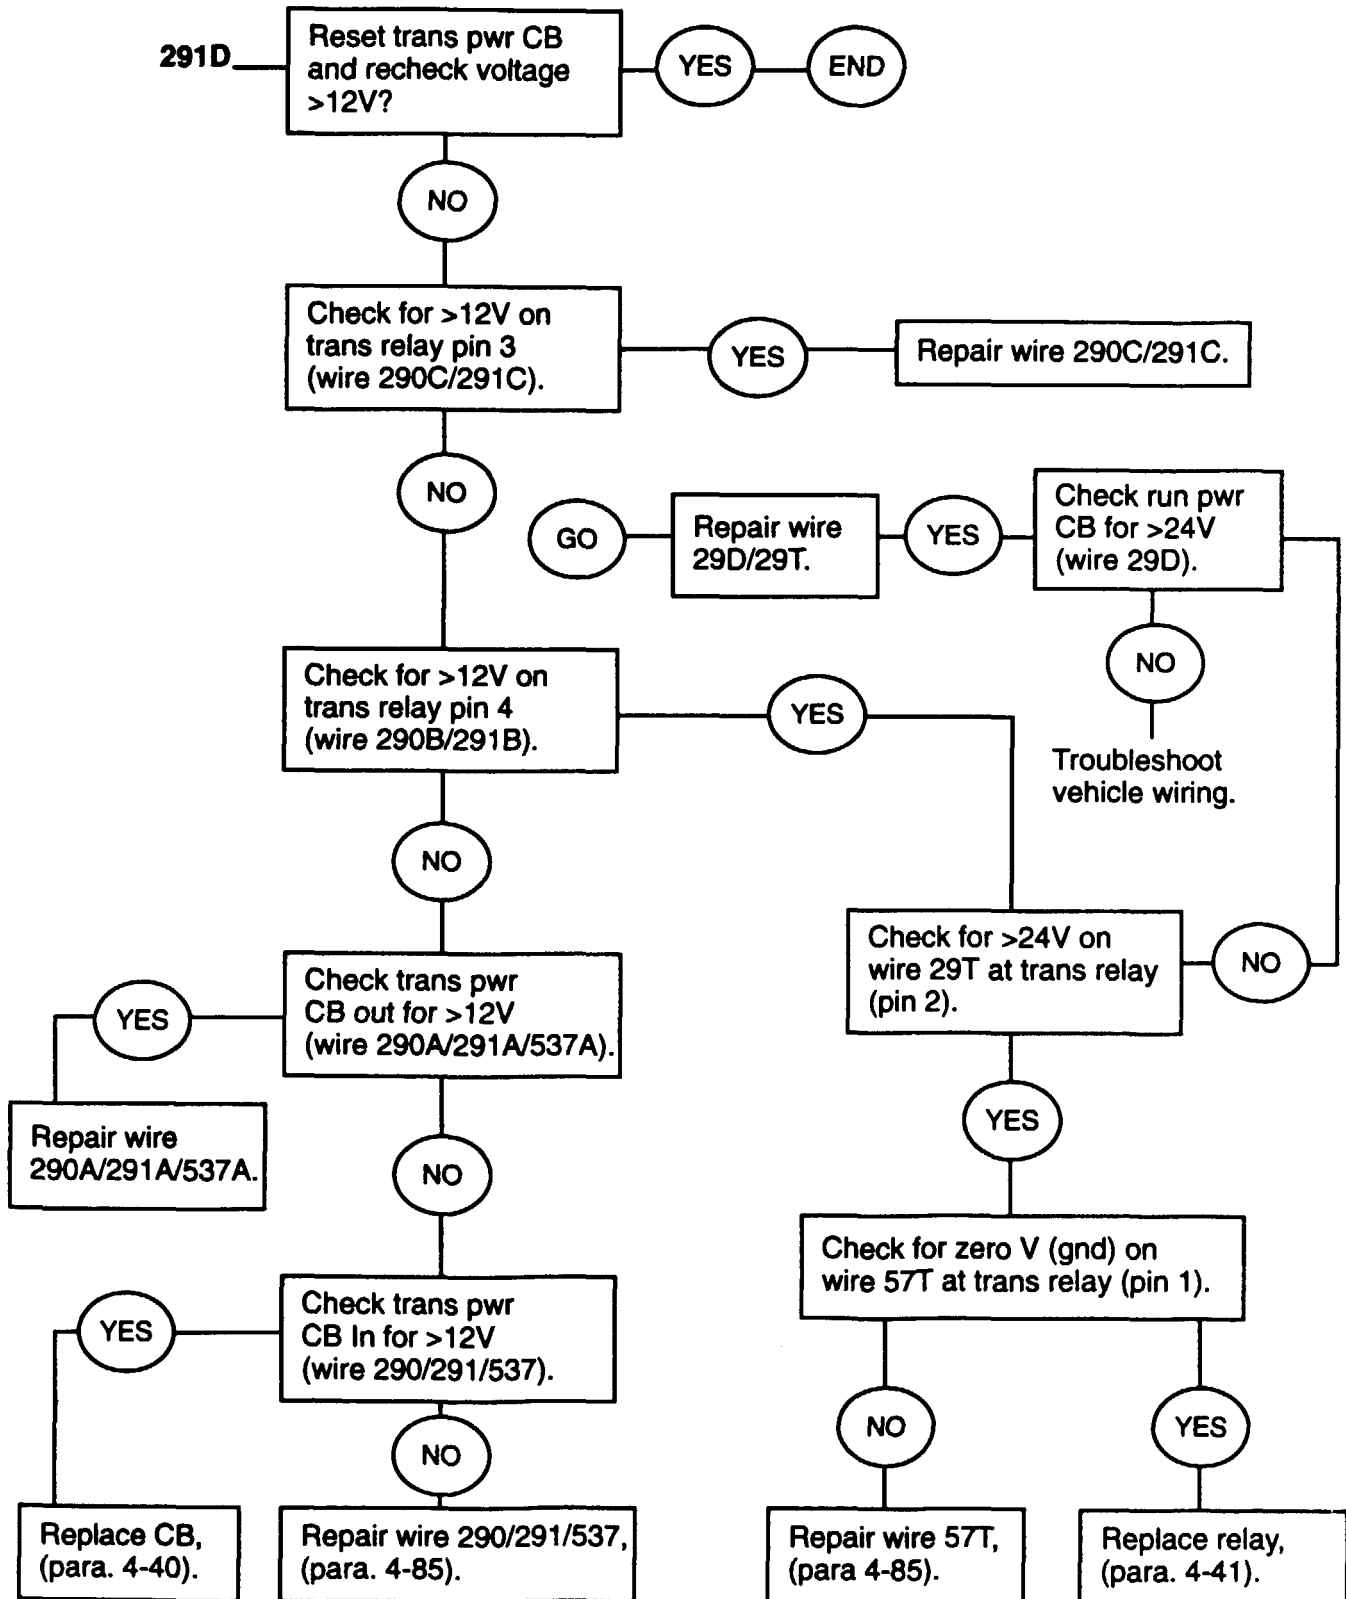 291D
Reset trans pwr CB
and recheck voltage
>12V?
YES
END
NO
Check for >12V on
trans relay pin 3
(wire 290C/291C).
YES
Repair wire 290C/291C.
NO
GO
Repair wire
29D/29T.
YES
Check run pwr
CB for >24V
(wire 29D).
NO
Troubleshoot
vehicle wiring.
Check for >12V on
trans relay pin 4
(wire 290B/291B).
YES
NO
Check for >24V on
wire 29T at trans relay
(pin 2).
NO
YES
Check trans pwr
CB out for >12V
(wire 290A/291A/537A).
YES
Repair wire
290A/291A/537A.
NO
Check for zero V (gnd) on
wire 57T at trans relay (pin 1).
Check trans pwr
CB In for >12V
(wire 290/291/537).
YES
NO
NO
YES
Replace CB,
(para. 4-40).
Repair wire 290/291/537,
(para. 4-85).
Repair wire 57T,
(para 4-85).
Replace relay,
(para. 4-41).